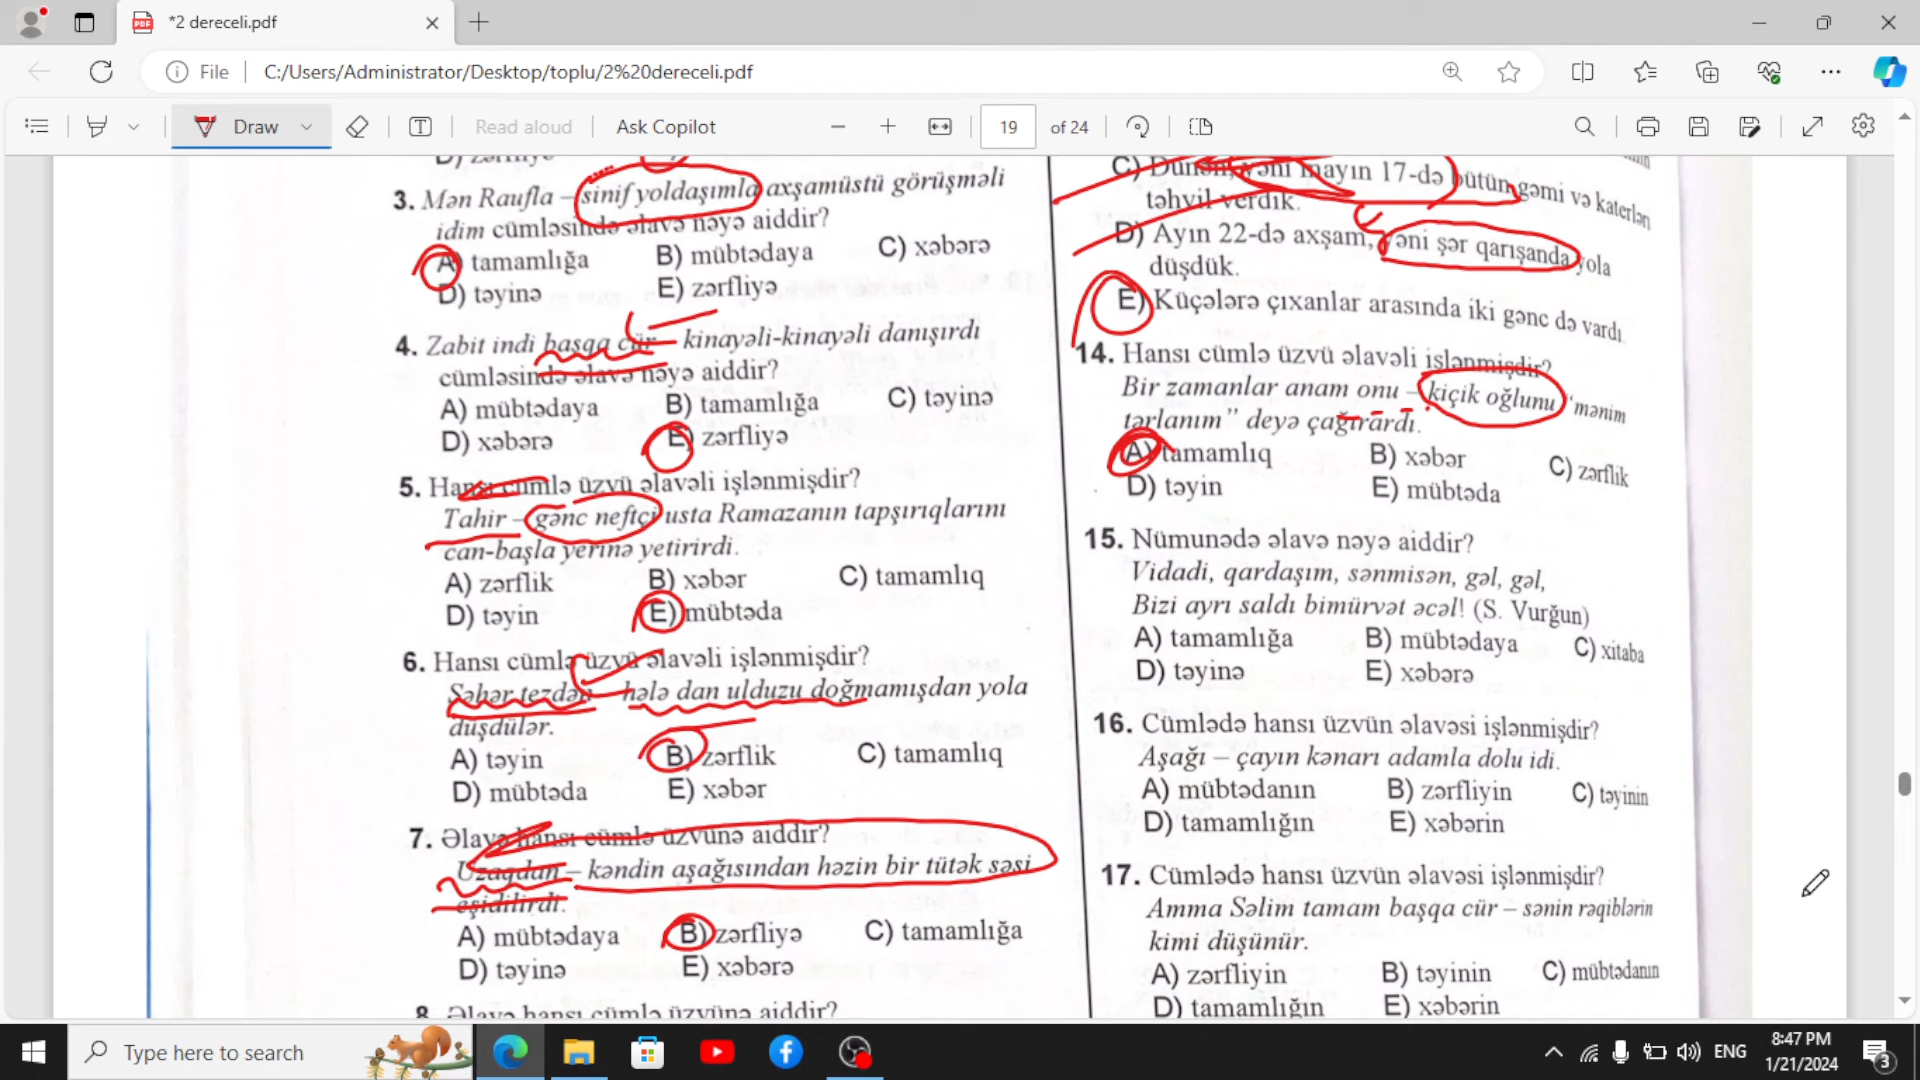 *2 dereceli.pdf
File
C:/Users/Administrator/Desktop/toplu/2%20dereceli.pdf
Draw
Read aloud
Ask Copilot
19
of 24
3. Mən Raufla – sinif yoldaşımla axşamüstü görüşməli
idim cümləsində əlavə nəyə aiddir?
A) tamamlığa B) mübtədaya C) xəbərə
D) təyinə E) zərfliyə
4. Zabit indi başqa cür – kinayəli-kinayəli danışırdı
cümləsində əlavə nəyə aiddir?
A) mübtədaya B) tamamlığa C) təyinə
D) xəbərə E) zərfliyə
5. Hansı cümlə üzvü əlavəli işlənmişdir?
Tahir – gənc neftçi usta Ramazanın tapşırıqlarını
can-başla yerinə yetirirdi.
A) zərflik B) xəbər C) tamamlıq
D) təyin E) mübtəda
6. Hansı cümlə üzvü əlavəli işlənmişdir?
Səhər tezdən – hələ dan ulduzu doğmamışdan yola
düşdülər.
A) təyin B) zərflik C) tamamlıq
D) mübtəda E) xəbər
7. Əlavə hansı cümlə üzvünə aiddir?
Uzaqdan – kəndin aşağısından həzin bir tütək səsi
eşidilirdi.
A) mübtədaya B) zərfliyə C) tamamlığa
D) təyinə E) xəbərə
8. Əlavə hansı cümlə üzvünə aiddir?
C) Dünən, yəni mayın 17-də bütün gəmi və katerləri
təhvil verdik.
D) Ayın 22-də axşam, yəni şər qarışanda yola
düşdük.
E) Küçələrə çıxanlar arasında iki gənc də vardı.
14. Hansı cümlə üzvü əlavəli işlənmişdir?
Bir zamanlar anam onu – kiçik oğlunu “mənim
tərlanım” deyə çağırardı.
A) tamamlıq B) xəbər C) zərflik
D) təyin E) mübtəda
15. Nümunədə əlavə nəyə aiddir?
Vidadi, qardaşım, sənmisən, gəl, gəl,
Bizi ayrı saldı bimürvət əcəl! (S. Vurğun)
A) tamamlığa B) mübtədaya C) xitaba
D) təyinə E) xəbərə
16. Cümlədə hansı üzvün əlavəsi işlənmişdir?
Aşağı – çayın kənarı adamla dolu idi.
A) mübtədanın B) zərfliyin C) təyinin
D) tamamlığın E) xəbərin
17. Cümlədə hansı üzvün əlavəsi işlənmişdir?
Amma Səlim tamam başqa cür – sənin rəqiblərin
kimi düşünür.
A) zərfliyin B) təyinin C) mübtədanın
D) tamamlığın E) xəbərin
Type here to search
ENG
8:47 PM
1/21/2024
3